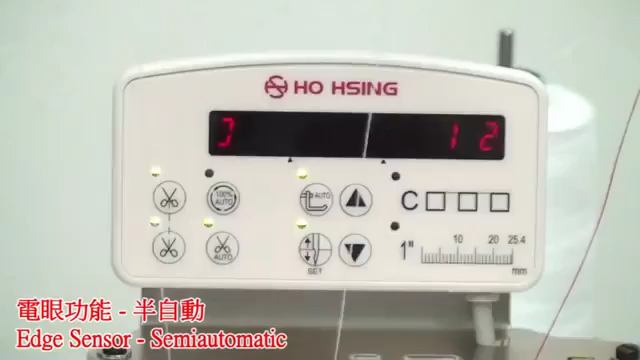 HO HSING
12
100%
AUTO
AUTO
C
AUTO
SET
1"
10
20
25.4
mm
電眼功能 - 半自動
Edge Sensor - Semiautomatic